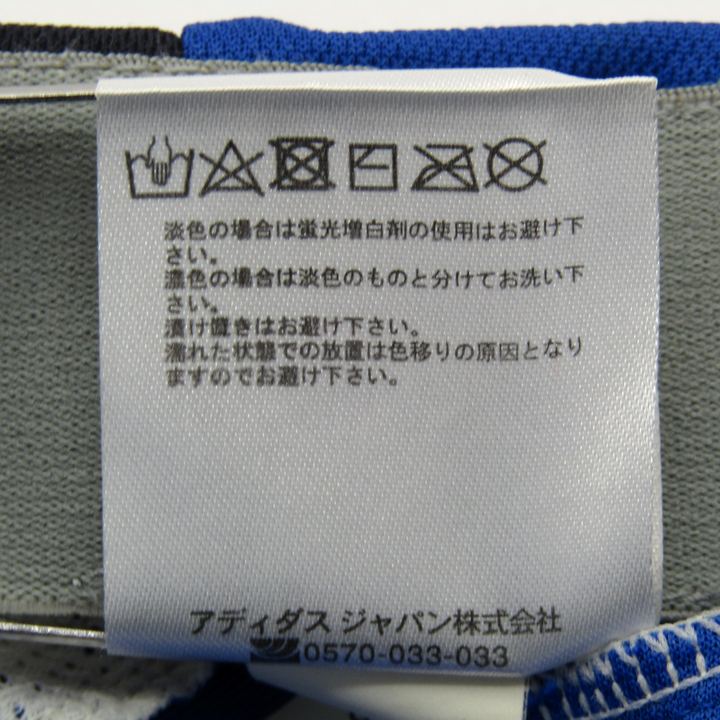 淡色の場合は蛍光増白剤の使用はお避け下
さい。
濃色の場合は淡色のものと分けてお洗い下
さい。
漬け置きはお避け下さい。
濡れた状態での放置は色移りの原因となり
ますのでお避け下さい。
アディダス ジャパン株式会社
0570-033-033